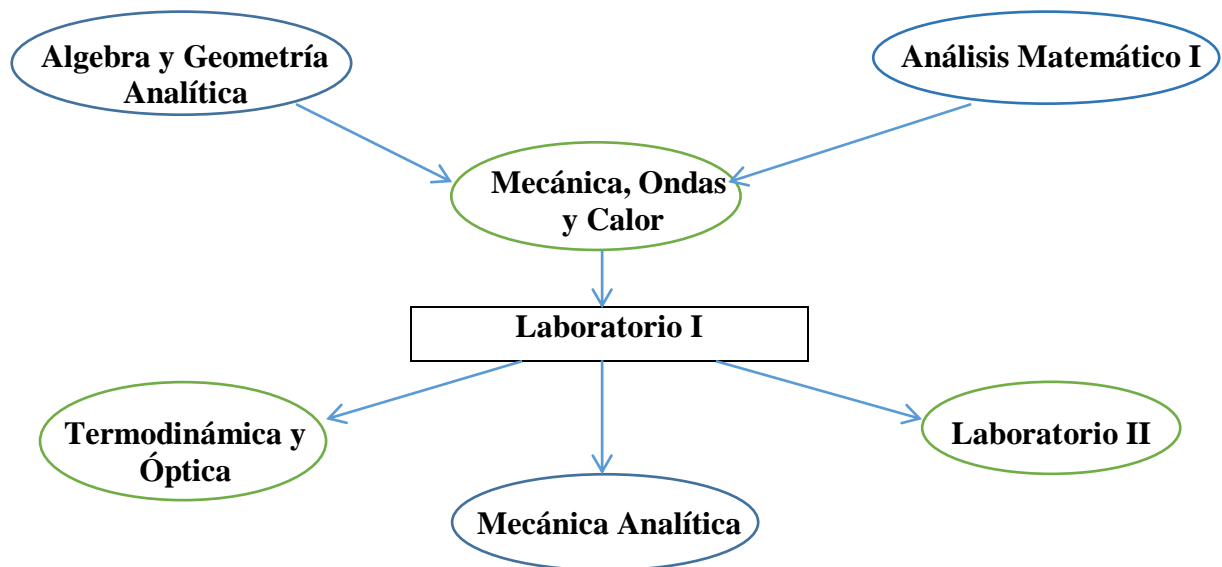 Algebra y Geometría
Analítica
Análisis Matemático I
Mecánica, Ondas
y Calor
Laboratorio I
Termodinámica y
Óptica
Laboratorio II
Mecánica Analítica